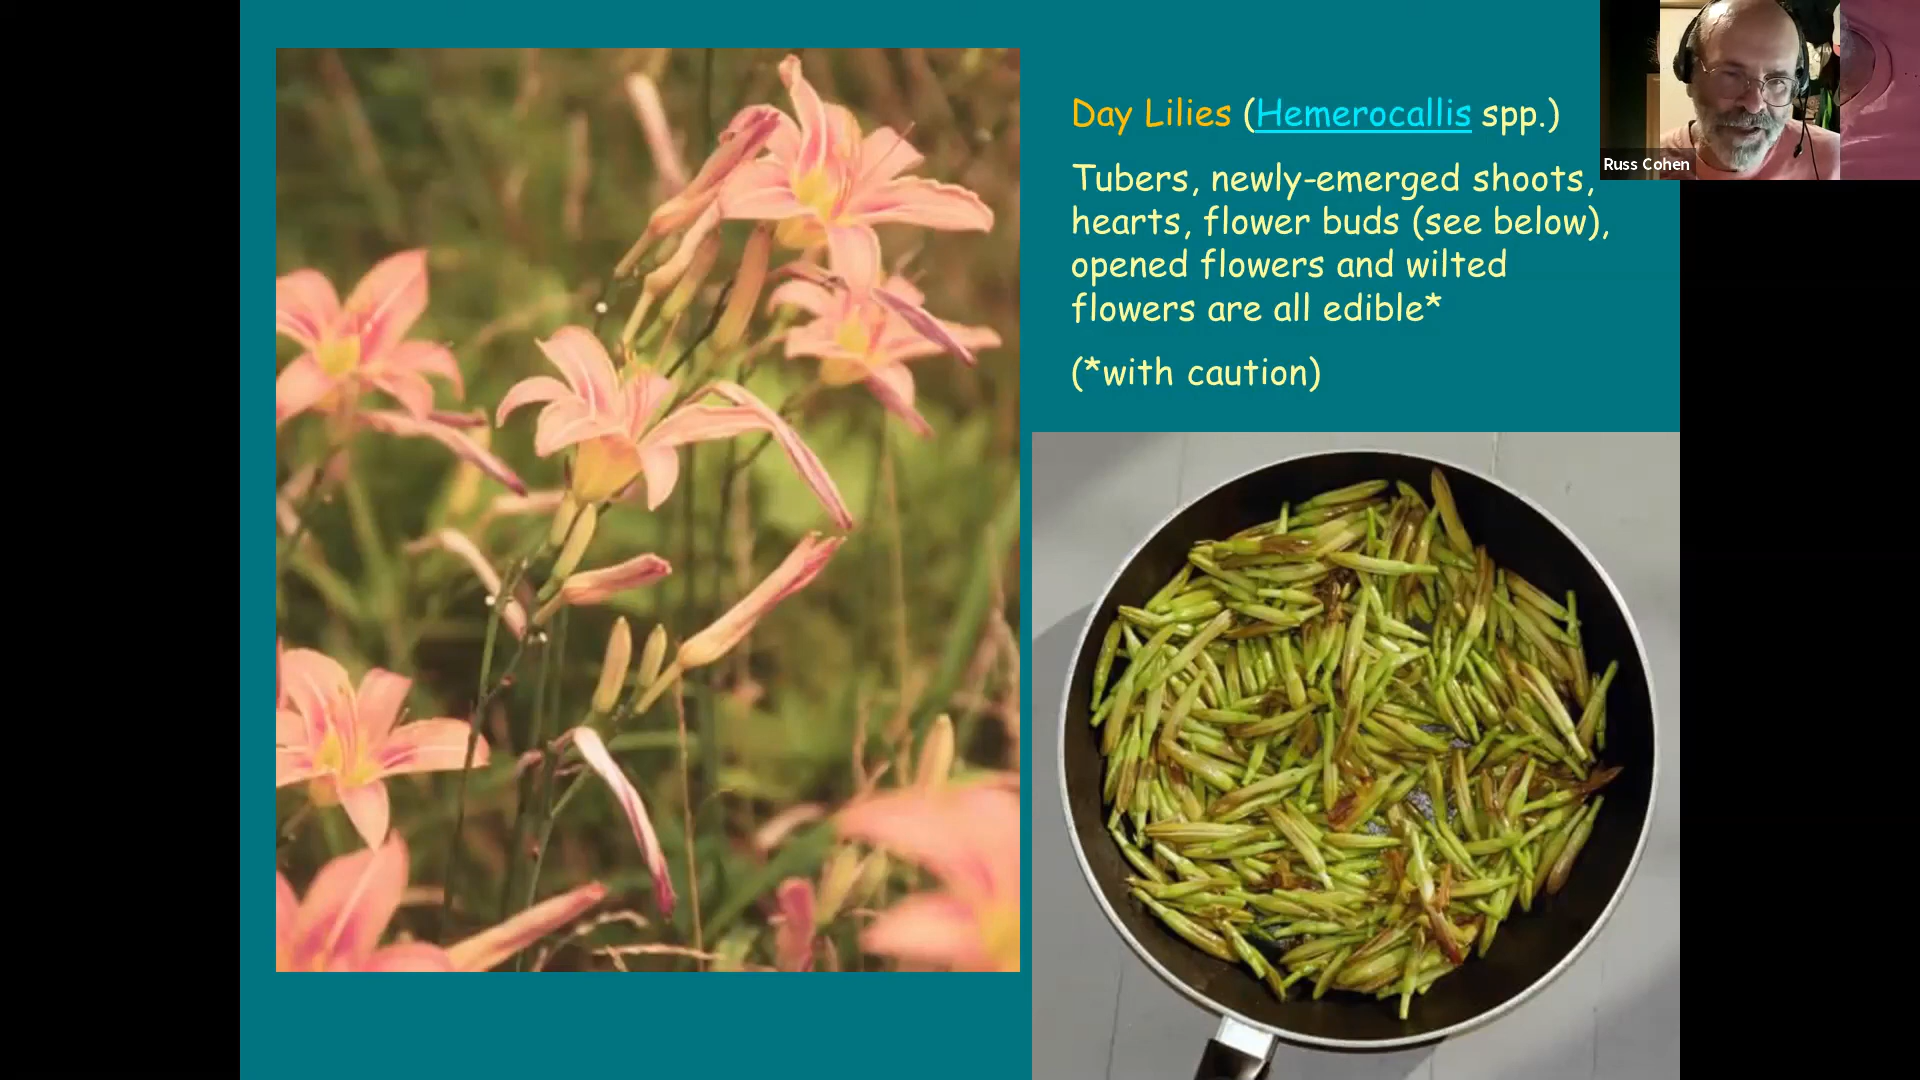 Day Lilies (Hemerocallis spp.)
Tubers, newly-emerged shoots,
hearts, flower buds (see below),
opened flowers and wilted
flowers are all edible*
(*with caution)
Russ Cohen